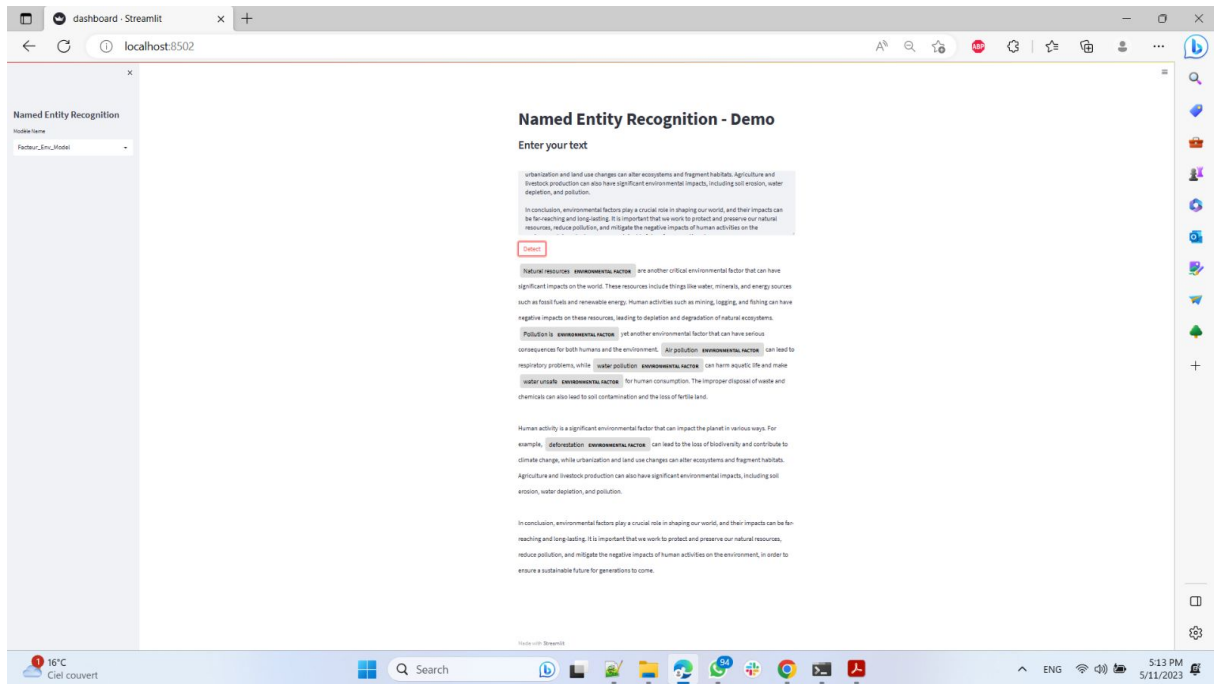 dashboard · Streamlit
localhost:8502
Named Entity Recognition
Modèle Name
Facteur_Env_Model
Named Entity Recognition - Demo
Enter your text
urbanization and land use changes can alter ecosystems and fragment habitats. Agriculture and
livestock production can also have significant environmental impacts, including soil erosion, water
depletion, and pollution.
In conclusion, environmental factors play a crucial role in shaping our world, and their impacts can
be far-reaching and long-lasting. It is important that we work to protect and preserve our natural
resources, reduce pollution, and mitigate the negative impacts of human activities on the
Detect
Natural resources ENVIRONMENTAL FACTOR are another critical environmental factor that can have
significant impacts on the world. These resources include things like water, minerals, and energy sources
such as fossil fuels and renewable energy. Human activities such as mining, logging, and fishing can have
negative impacts on these resources, leading to depletion and degradation of natural ecosystems.
Pollution is ENVIRONMENTAL FACTOR yet another environmental factor that can have serious
consequences for both humans and the environment. Air pollution ENVIRONMENTAL FACTOR can lead to
respiratory problems, while water pollution ENVIRONMENTAL FACTOR can harm aquatic life and make
water unsafe ENVIRONMENTAL FACTOR for human consumption. The improper disposal of waste and
chemicals can also lead to soil contamination and the loss of fertile land.
Human activity is a significant environmental factor that can impact the planet in various ways. For
example, deforestation ENVIRONMENTAL FACTOR can lead to the loss of biodiversity and contribute to
climate change, while urbanization and land use changes can alter ecosystems and fragment habitats.
Agriculture and livestock production can also have significant environmental impacts, including soil
erosion, water depletion, and pollution.
In conclusion, environmental factors play a crucial role in shaping our world, and their impacts can be far-
reaching and long-lasting. It is important that we work to protect and preserve our natural resources,
reduce pollution, and mitigate the negative impacts of human activities on the environment, in order to
ensure a sustainable future for generations to come.
Made with Streamlit
1
16°C
Ciel couvert
Search
94
ENG
5:13 PM
5/11/2023
ABP